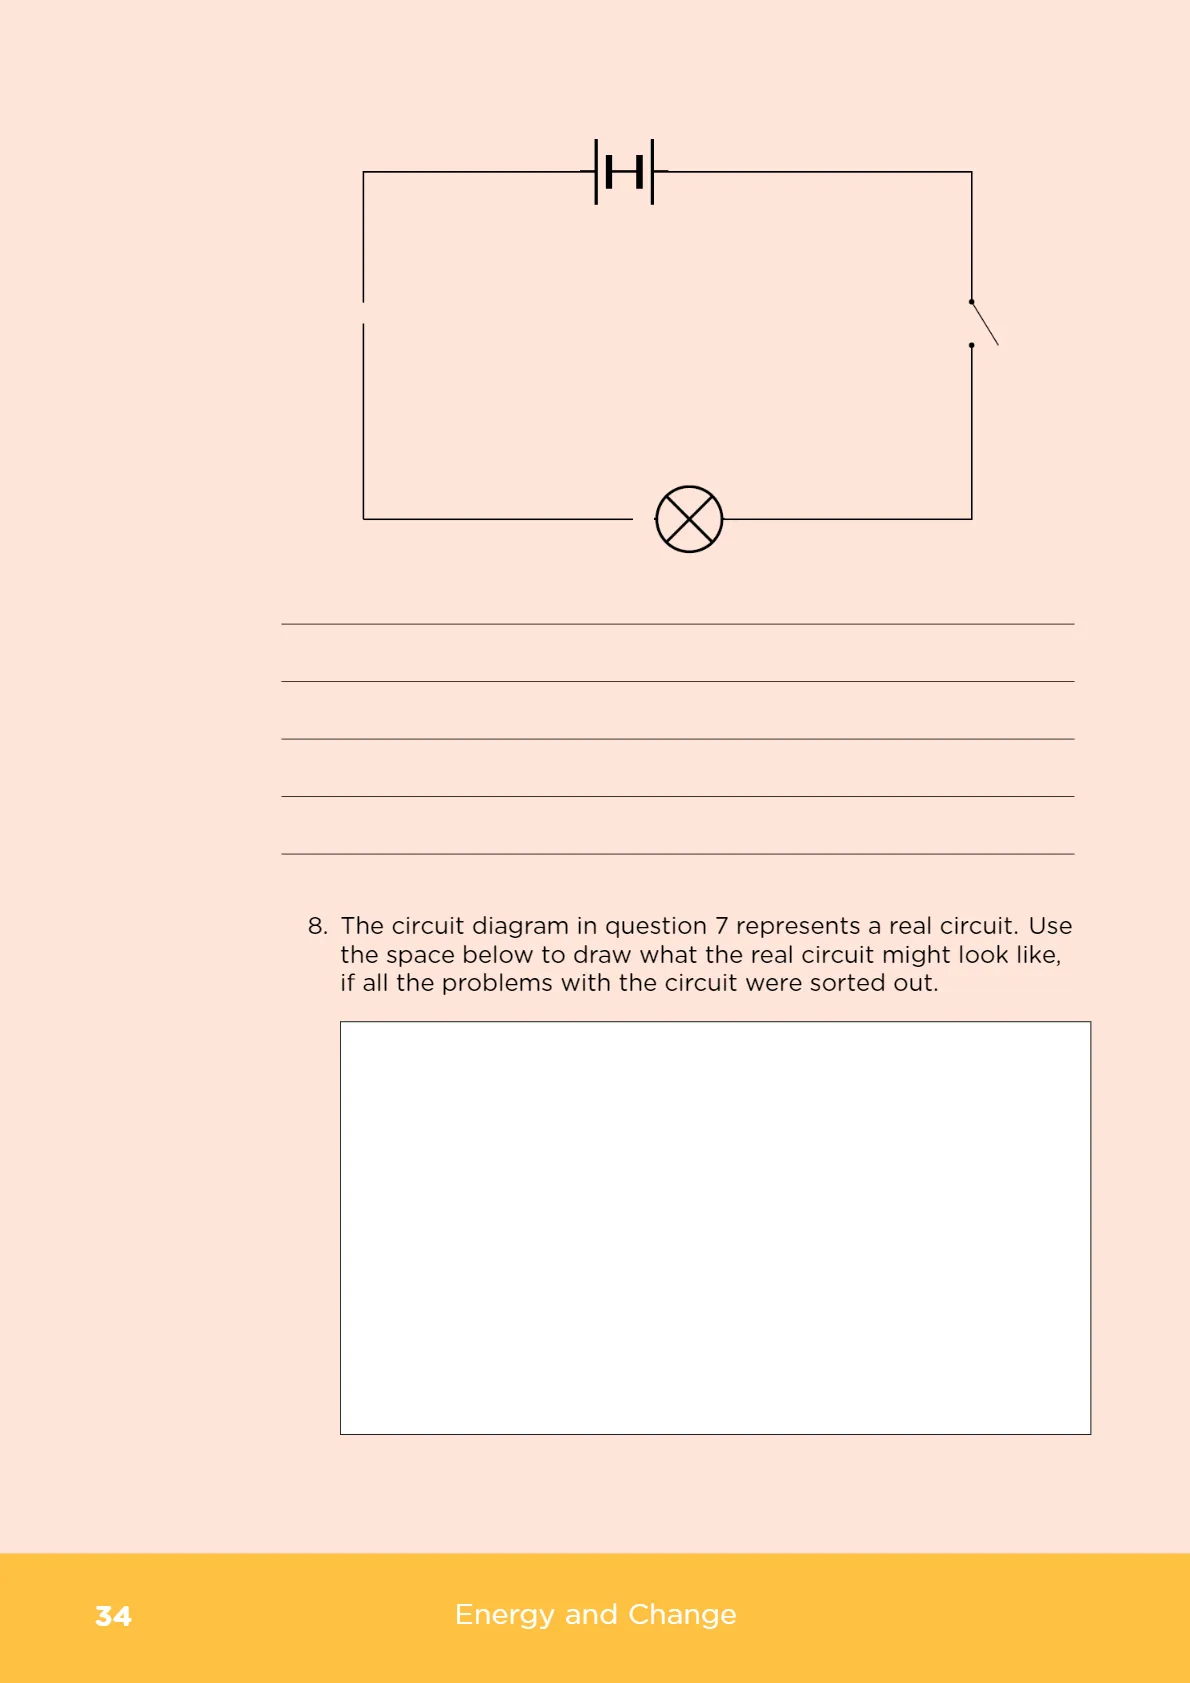 8. The circuit diagram in question 7 represents a real circuit. Use
the space below to draw what the real circuit might look like,
if all the problems with the circuit were sorted out.
34
Energy and Change